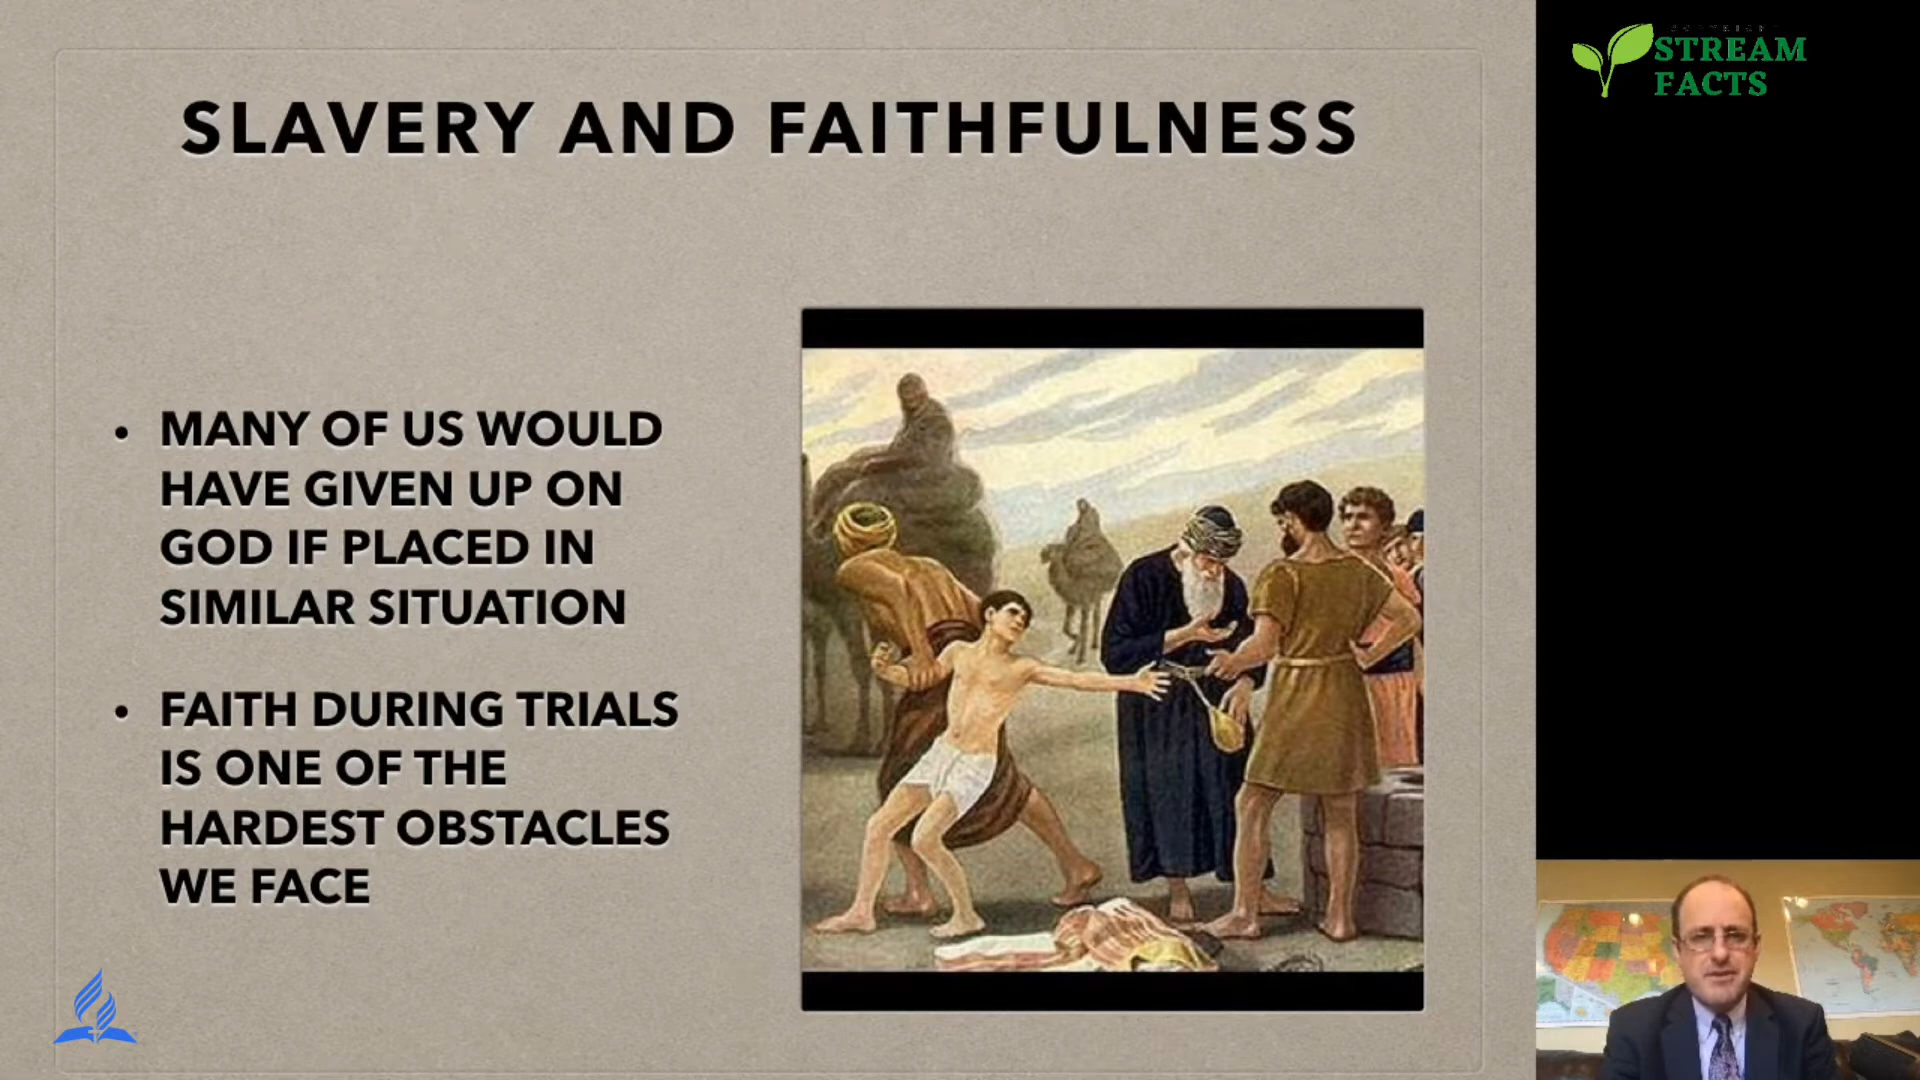 SLAVERY AND FAITHFULNESS
• MANY OF US WOULD
HAVE GIVEN UP ON
GOD IF PLACED IN
SIMILAR SITUATION
• FAITH DURING TRIALS
IS ONE OF THE
HARDEST OBSTACLES
WE FACE
STREAM
FACTS